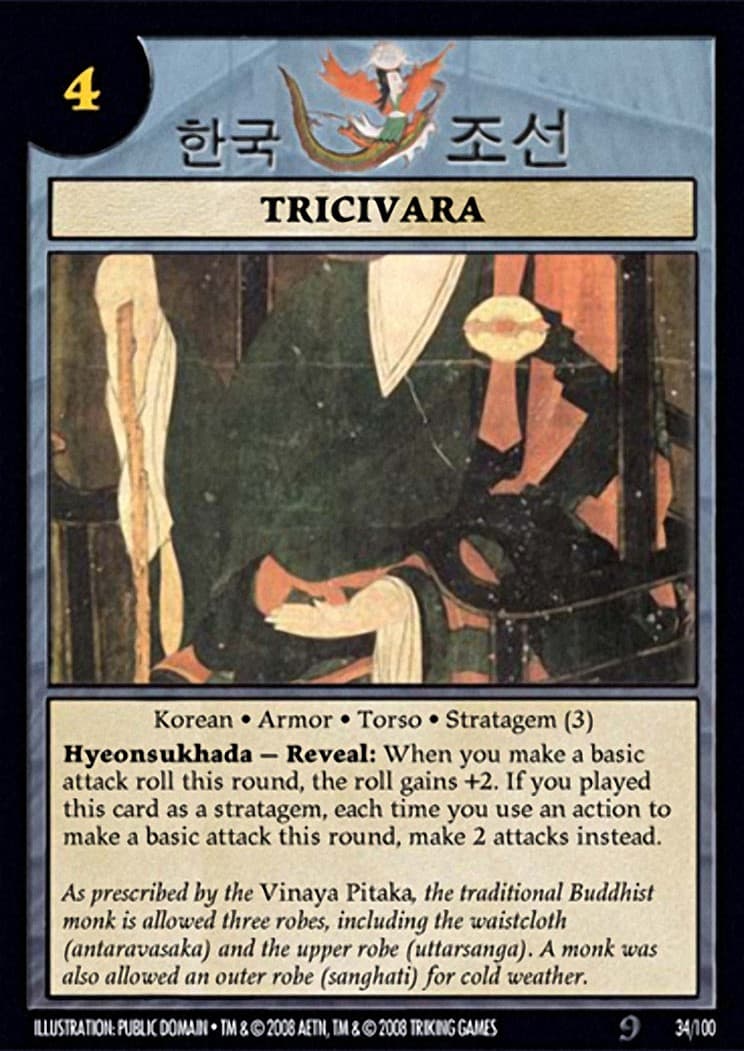 4
한국 조선
TRICIVARA
Korean • Armor • Torso • Stratagem (3)
Hyeonsukhada – Reveal: When you make a basic
attack roll this round, the roll gains +2. If you played
this card as a stratagem, each time you use an action to
make a basic attack this round, make 2 attacks instead.
As prescribed by the Vinaya Pitaka, the traditional Buddhist
monk is allowed three robes, including the waistcloth
(antaravasaka) and the upper robe (uttarsanga). A monk was
also allowed an outer robe (sanghati) for cold weather.
ILLUSTRATION: PUBLIC DOMAIN • TM & © 2008 AETN, TM & © 2008 TRIKING GAMES 9 34/100